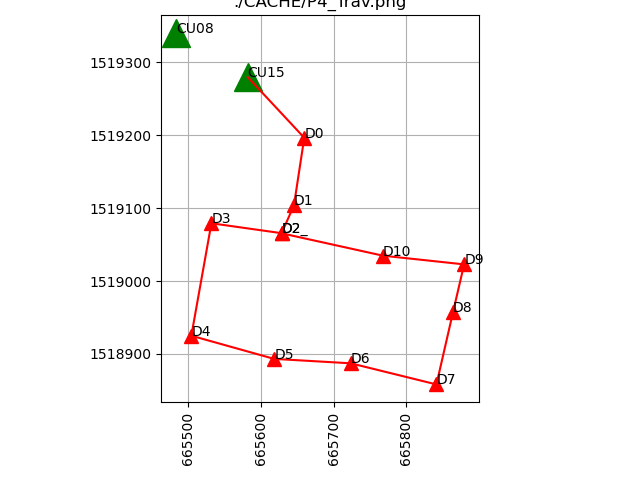 ./CACHE/P4_Trav.png
CU08
CU15
D0
D1
D2
D2_
D3
D10
D9
D8
D4
D5
D6
D7
1519300
1519200
1519100
1519000
1518900
665500
665600
665700
665800